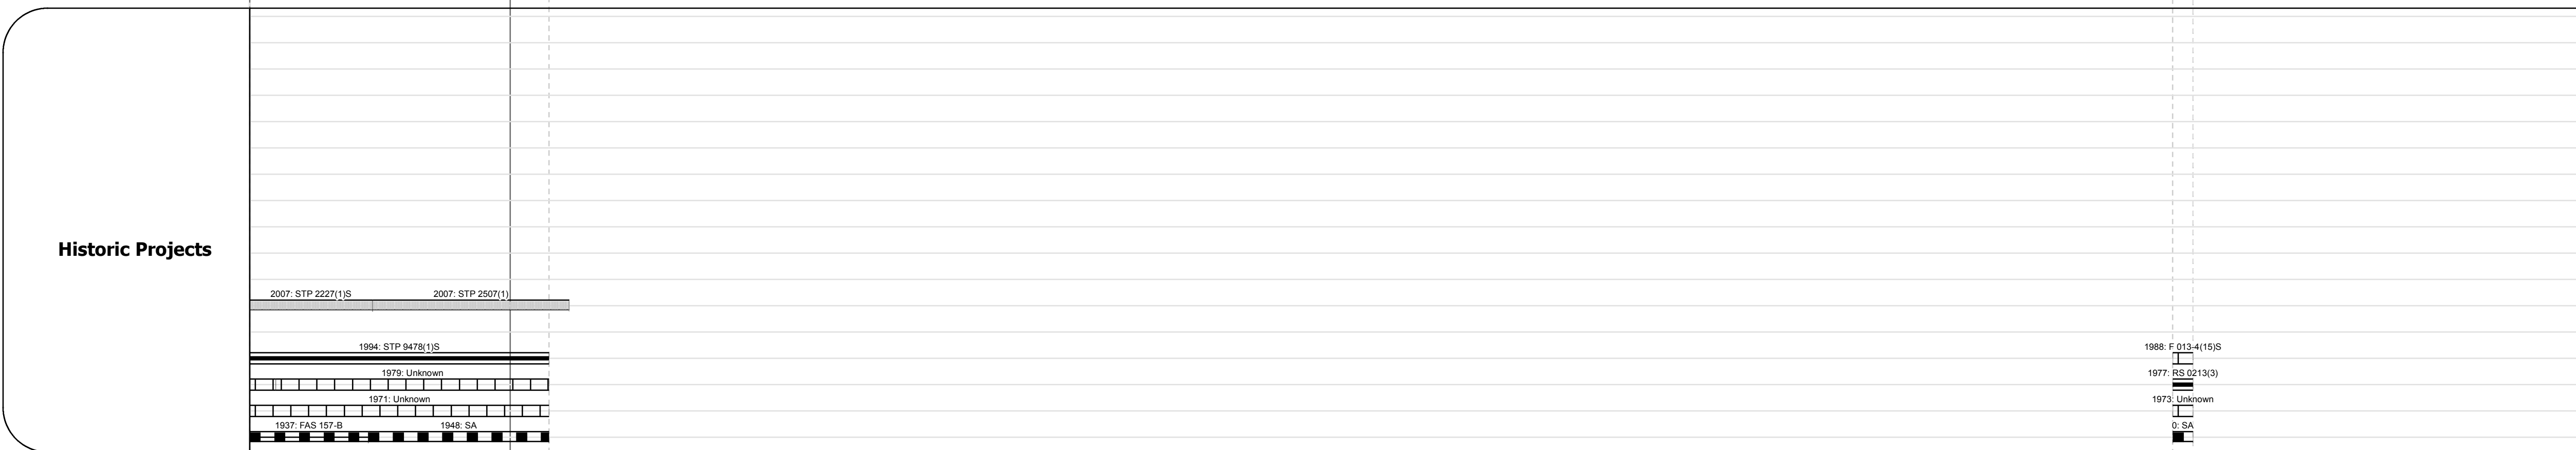 Historic Projects
2007: STP 2227(1)S
2007: STP 2507(1)
1994: STP 9478(1)S
1988: F 013-4(15)S
1979: Unknown
1977: RS 0213(3)
1971: Unknown
1973: Unknown
1937: FAS 157-B
1948: SA
0: SA